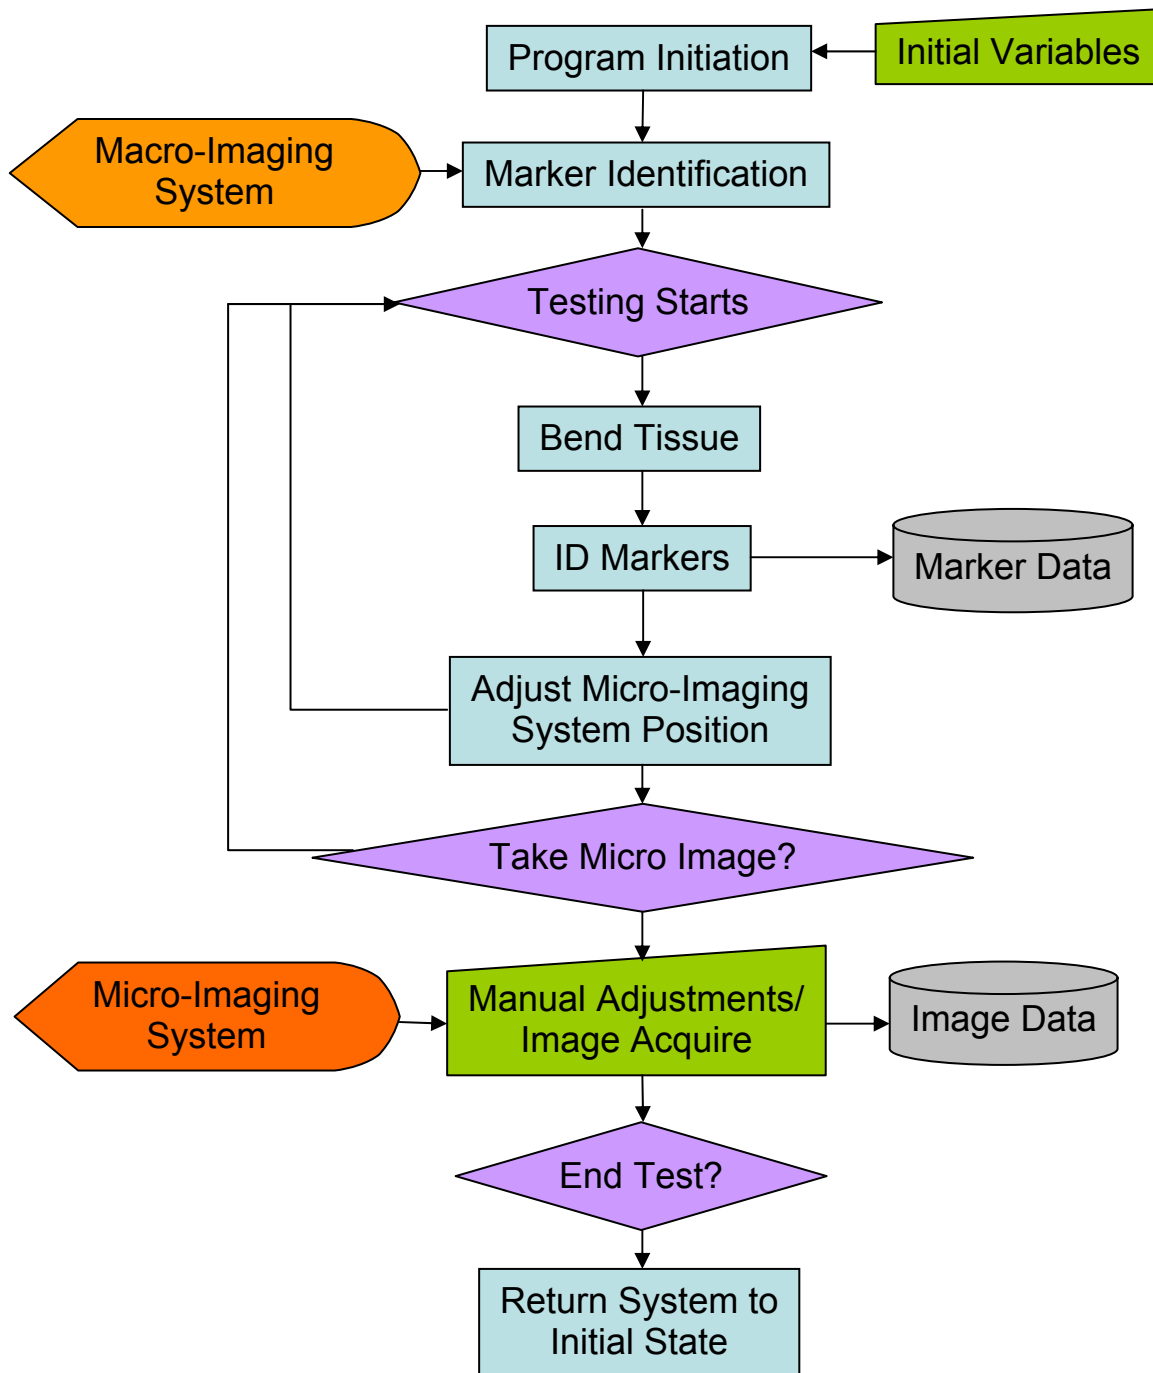 Program Initiation
Initial Variables
Macro-Imaging
System
Marker Identification
Testing Starts
Bend Tissue
ID Markers
Marker Data
Adjust Micro-Imaging
System Position
Take Micro Image?
Micro-Imaging
System
Manual Adjustments/
Image Acquire
Image Data
End Test?
Return System to
Initial State